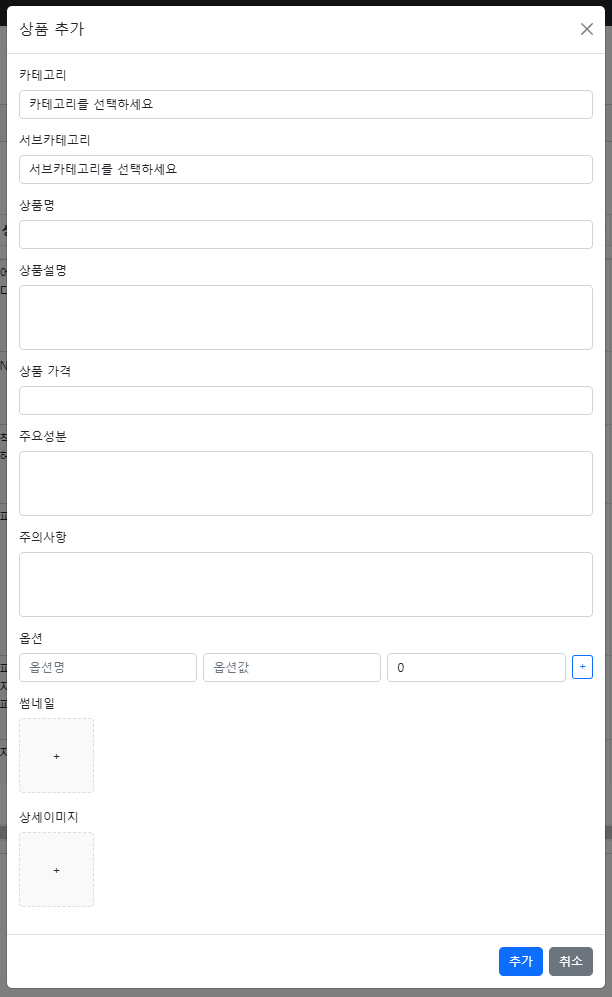 상품 추가
카테고리
카테고리를 선택하세요
서브카테고리
서브카테고리를 선택하세요
상품명
상품설명
상품 가격
주요성분
주의사항
옵션
옵션명 옵션값 0 +
썸네일
+
상세이미지
+
추가 취소